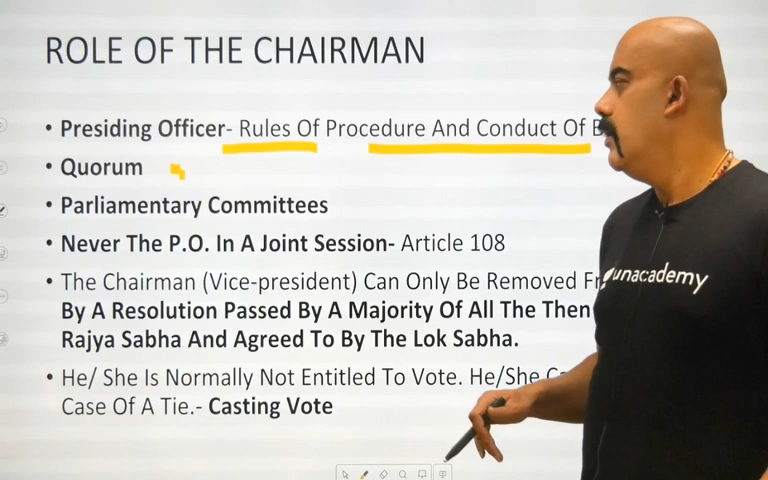 ROLE OF THE CHAIRMAN
• Presiding Officer- Rules Of Procedure And Conduct Of
• Quorum
• Parliamentary Committees
• Never The P.O. In A Joint Session- Article 108
• The Chairman (Vice-president) Can Only Be Removed
By A Resolution Passed By A Majority Of All The Then
Rajya Sabha And Agreed To By The Lok Sabha.
• He/ She Is Normally Not Entitled To Vote. He/She
Case Of A Tie.- Casting Vote
unacademy